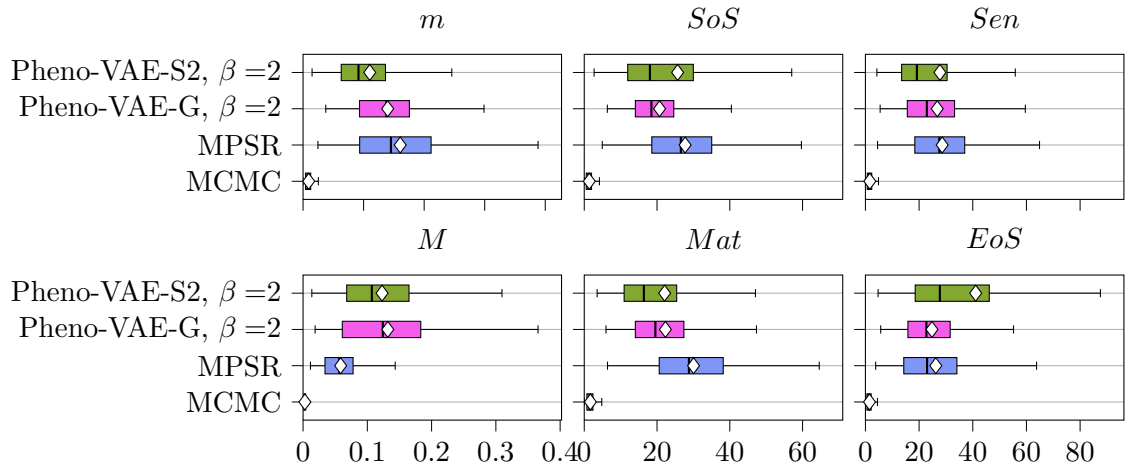 m SoS Sen
Pheno-VAE-S2, β =2
Pheno-VAE-G, β =2
MPSR
MCMC
M Mat EoS
Pheno-VAE-S2, β =2
Pheno-VAE-G, β =2
MPSR
MCMC
0 0.1 0.2 0.3 0.4 0 20 40 60 0 20 40 60 80